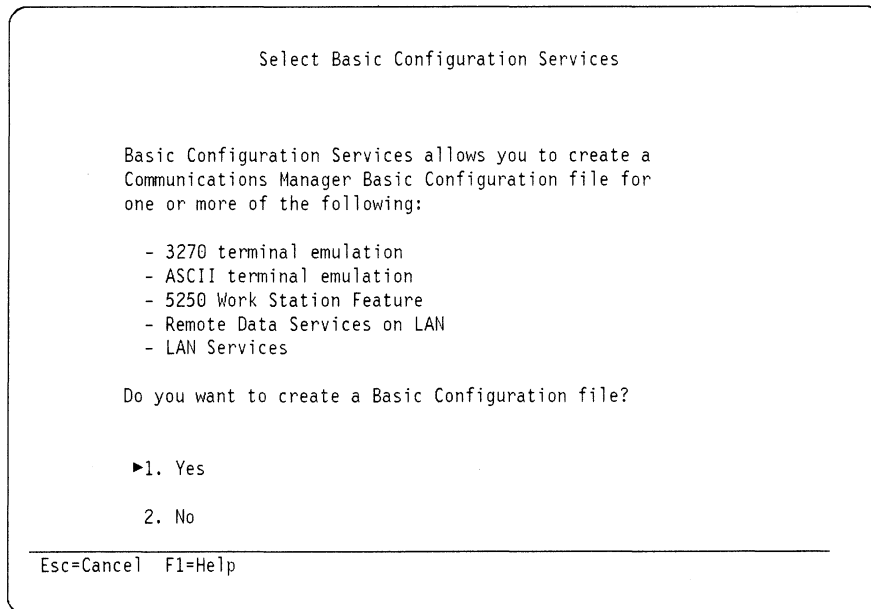 Select Basic Configuration Services
Basic Configuration Services allows you to create a
Communications Manager Basic Configuration file for
one or more of the following:
- 3270 terminal emulation
- ASCII terminal emulation
- 5250 Work Station Feature
- Remote Data Services on LAN
- LAN Services
Do you want to create a Basic Configuration file?
►1. Yes
2. No
Esc=Cancel F1=Help